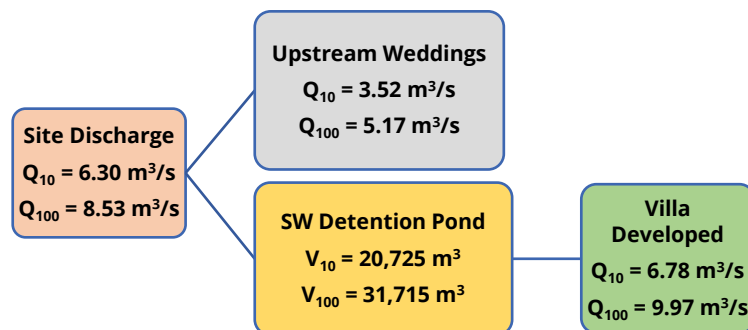 Upstream Weddings
Q₁₀ = 3.52 m³/s
Q₁₀₀ = 5.17 m³/s
Site Discharge
Q₁₀ = 6.30 m³/s
Q₁₀₀ = 8.53 m³/s
SW Detention Pond
V₁₀ = 20,725 m³
V₁₀₀ = 31,715 m³
Villa
Developed
Q₁₀ = 6.78 m³/s
Q₁₀₀ = 9.97 m³/s